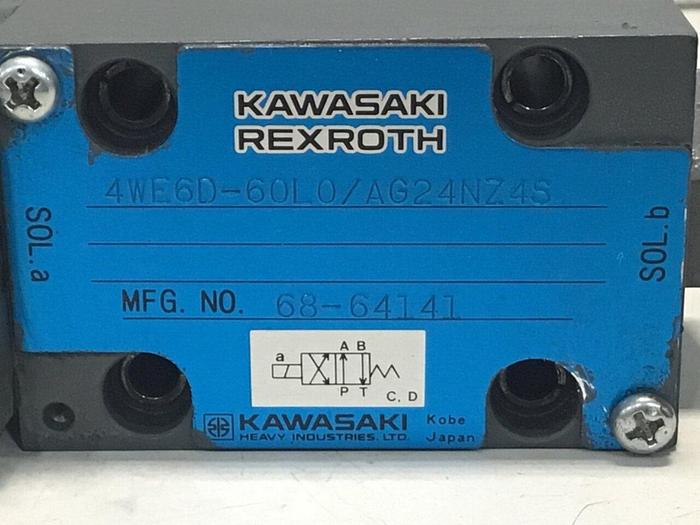 KAWASAKI
REXROTH
4WE6D-60L0/AG24NZ4S
SOL.a
SOL.b
MFG. NO. 68-64141
a
A B
P T
C, D
KAWASAKI
HEAVY INDUSTRIES. LTD.
Kobe
Japan